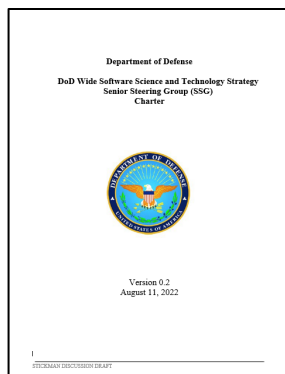 Department of Defense
DoD Wide Software Science and Technology Strategy
Senior Steering Group (SSG)
Charter
DEPARTMENT OF DEFENSE
UNITED STATES OF AMERICA
Version 0.2
August 11, 2022
STICKMAN DISCUSSION DRAFT